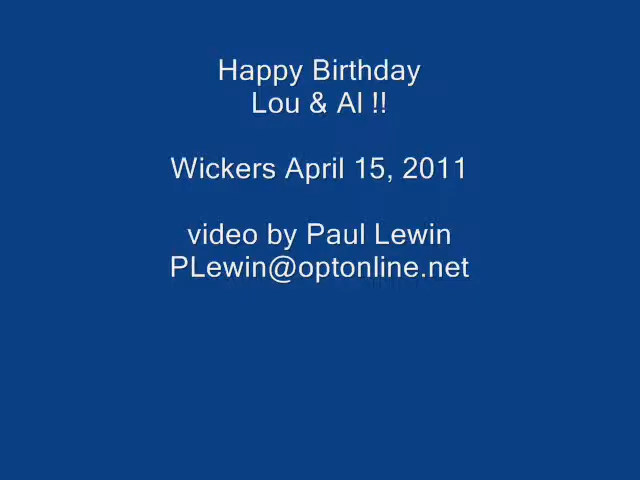 Happy Birthday
Lou & Al !!
Wickers April 15, 2011
video by Paul Lewin
PLewin@optonline.net